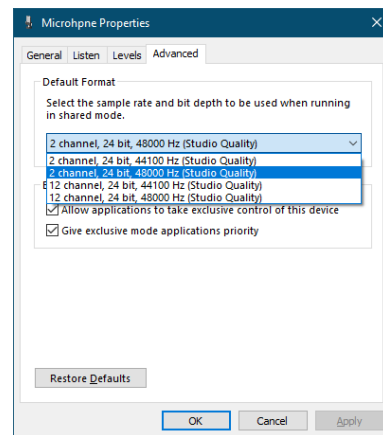 Microhpne Properties
General Listen Levels Advanced
Default Format
Select the sample rate and bit depth to be used when running
in shared mode.
2 channel, 24 bit, 48000 Hz (Studio Quality)
2 channel, 24 bit, 44100 Hz (Studio Quality)
2 channel, 24 bit, 48000 Hz (Studio Quality)
12 channel, 24 bit, 44100 Hz (Studio Quality)
12 channel, 24 bit, 48000 Hz (Studio Quality)
Allow applications to take exclusive control of this device
Give exclusive mode applications priority
Restore Defaults
OK Cancel Apply